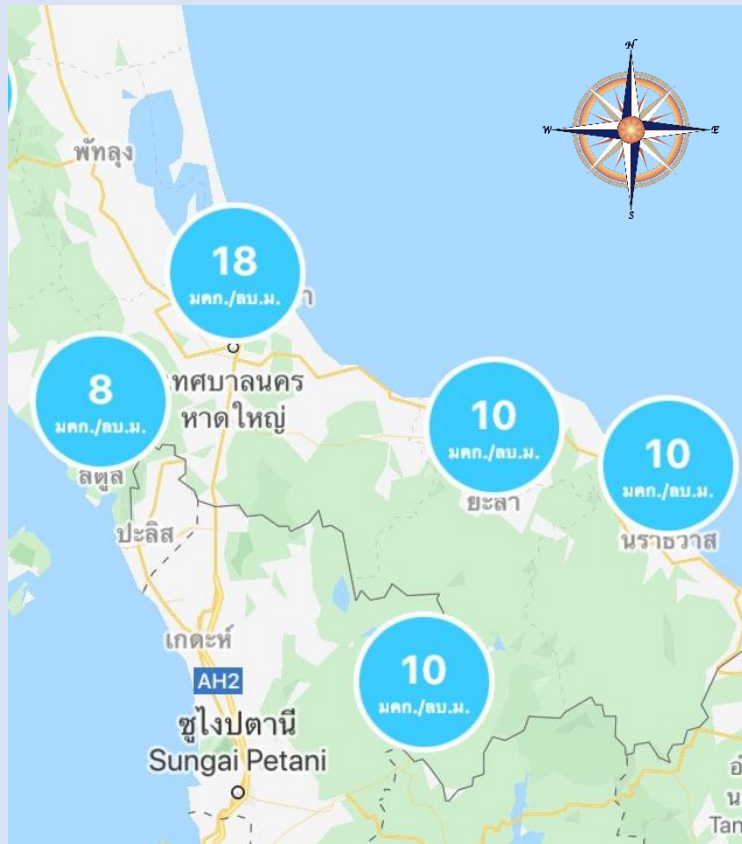 N
W
E
S
พัทลุง
18
มคก./ลบ.ม.
า
8
มคก./ลบ.ม.
ทศบาลนคร
หาดใหญ่
10
มคก./ลบ.ม.
10
มคก./ลบ.ม.
สตูล
ยะลา
ปะลิส
นราธิวาส
เกดะห์
10
มคก./ลบ.ม.
AH2
ซูไงปตานี
Sungai Petani
Tan